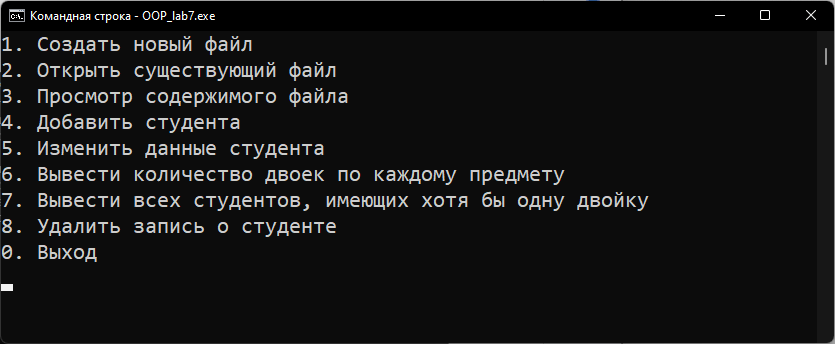 Командная строка - OOP_lab7.exe
1. Создать новый файл
2. Открыть существующий файл
3. Просмотр содержимого файла
4. Добавить студента
5. Изменить данные студента
6. Вывести количество двоек по каждому предмету
7. Вывести всех студентов, имеющих хотя бы одну двойку
8. Удалить запись о студенте
0. Выход